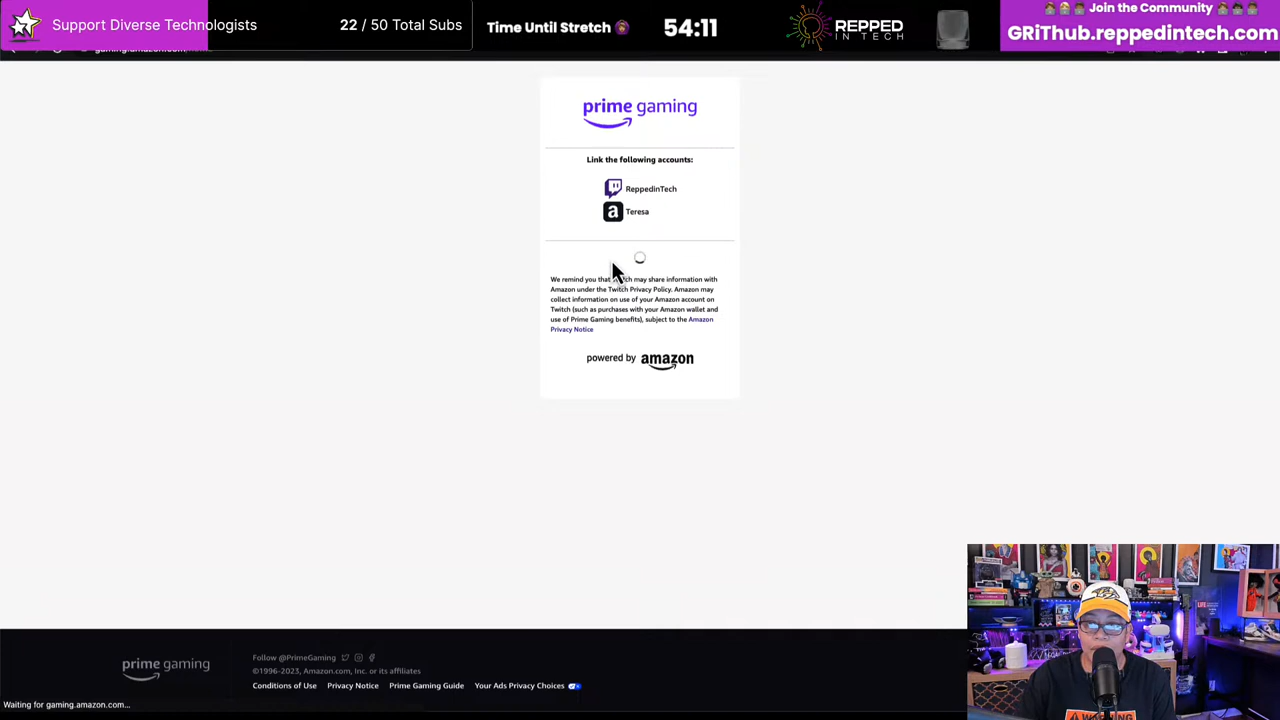 Support Diverse Technologists
22 / 50 Total Subs
Time Until Stretch
54:11
REPPED
IN TECH
Join the Community
GRiThub.reppedintech.com
prime gaming
Link the following accounts:
ReppedinTech
a Teresa
We remind you that Twitch may share information with
Amazon under the Twitch Privacy Policy. Amazon may
collect information on use of your Amazon account on
Twitch (such as purchases with your Amazon wallet and
use of Prime Gaming benefits), subject to the Amazon
Privacy Notice
powered by amazon
prime gaming
Follow @PrimeGaming
©1996-2023, Amazon.com, Inc. or its affiliates
Conditions of Use
Privacy Notice
Prime Gaming Guide
Your Ads Privacy Choices
Waiting for gaming.amazon.com...
WARNING